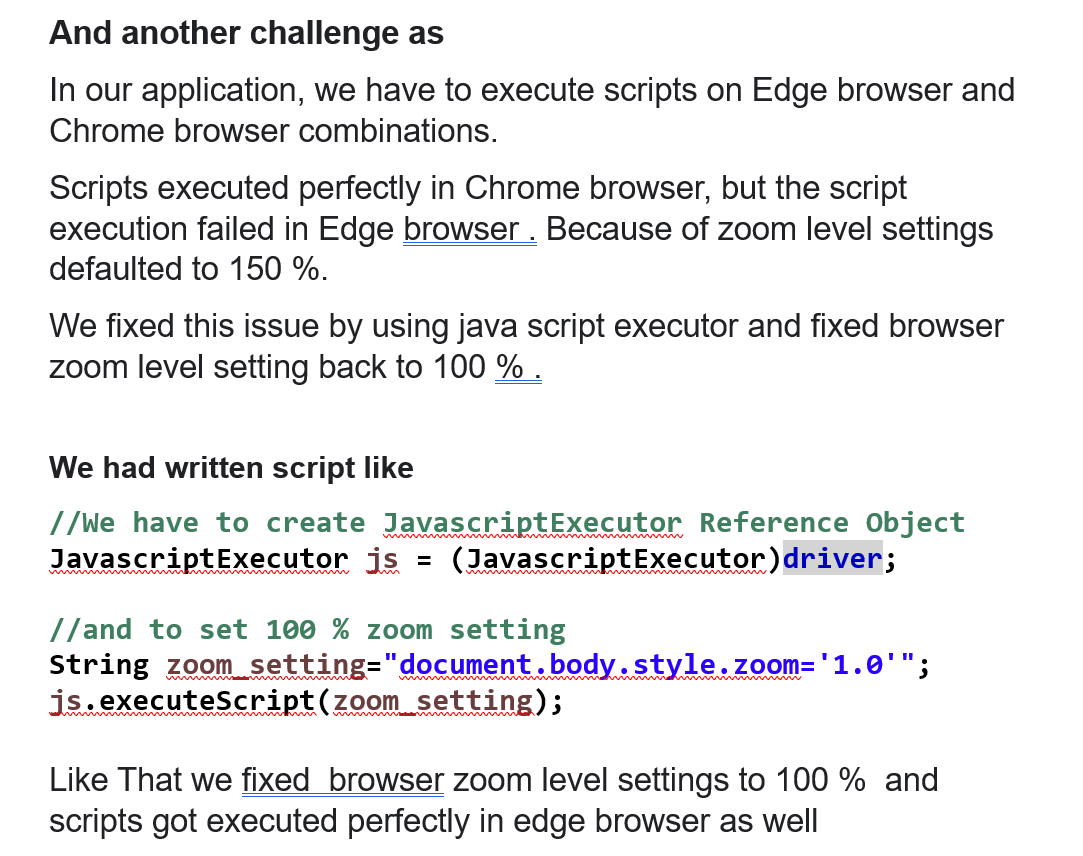 And another challenge as
In our application, we have to execute scripts on Edge browser and
Chrome browser combinations.
Scripts executed perfectly in Chrome browser, but the script
execution failed in Edge browser . Because of zoom level settings
defaulted to 150 %.
We fixed this issue by using java script executor and fixed browser
zoom level setting back to 100 % .
We had written script like
//We have to create JavascriptExecutor Reference Object
JavascriptExecutor js = (JavascriptExecutor)driver;
//and to set 100 % zoom setting
String zoom_setting="document.body.style.zoom='1.0'";
js.executeScript(zoom_setting);
Like That we fixed  browser zoom level settings to 100 %  and
scripts got executed perfectly in edge browser as well